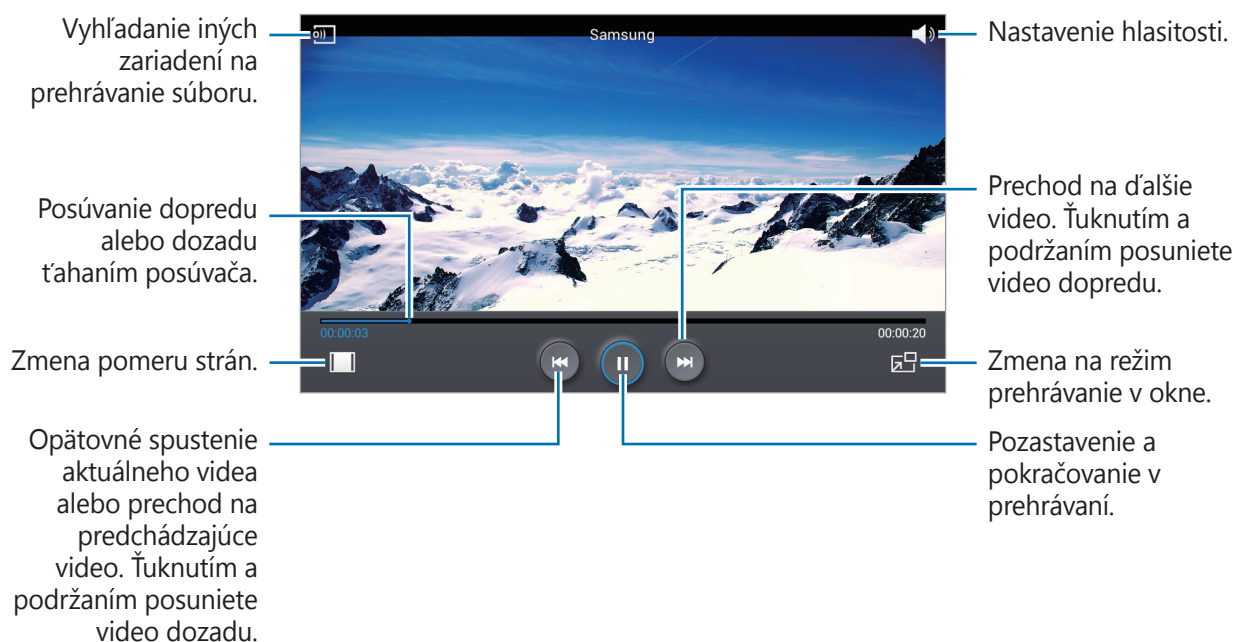 Vyhľadanie iných
zariadení na
prehrávanie súboru.
Samsung
Nastavenie hlasitosti.
Posúvanie dopredu
alebo dozadu
ťahaním posúvača.
Prechod na ďalšie
video. Ťuknutím a
podržaním posuniete
video dopredu.
00:00:03
00:00:20
Zmena pomeru strán.
Zmena na režim
prehrávanie v okne.
Opätovné spustenie
aktuálneho videa
alebo prechod na
predchádzajúce
video. Ťuknutím a
podržaním posuniete
video dozadu.
Pozastavenie a
pokračovanie v
prehrávaní.